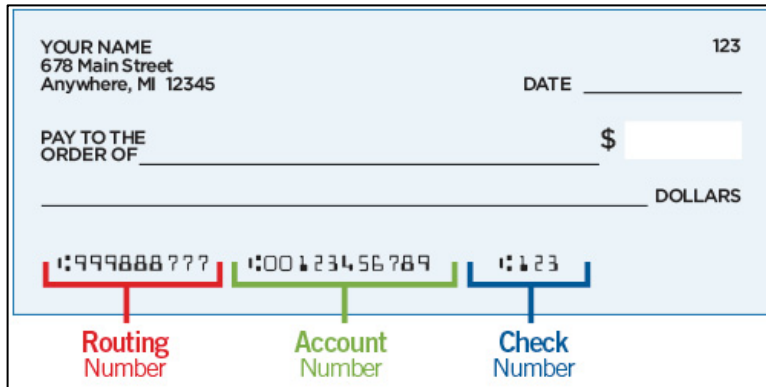 YOUR NAME 123
678 Main Street
Anywhere, MI 12345 DATE
PAY TO THE
ORDER OF $
DOLLARS
⑆999888777 ⑆00123456789 ⑆123
Routing Account Check
Number Number Number